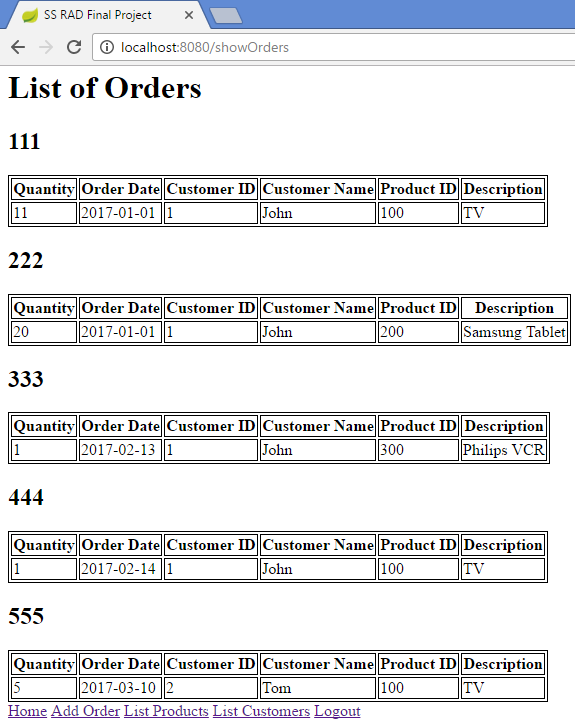 SS RAD Final Project
localhost:8080/showOrders
List of Orders
111
Quantity Order Date Customer ID Customer Name Product ID Description
11 2017-01-01 1 John 100 TV
222
Quantity Order Date Customer ID Customer Name Product ID Description
20 2017-01-01 1 John 200 Samsung Tablet
333
Quantity Order Date Customer ID Customer Name Product ID Description
1 2017-02-13 1 John 300 Philips VCR
444
Quantity Order Date Customer ID Customer Name Product ID Description
1 2017-02-14 1 John 100 TV
555
Quantity Order Date Customer ID Customer Name Product ID Description
5 2017-03-10 2 Tom 100 TV
Home Add Order List Products List Customers Logout